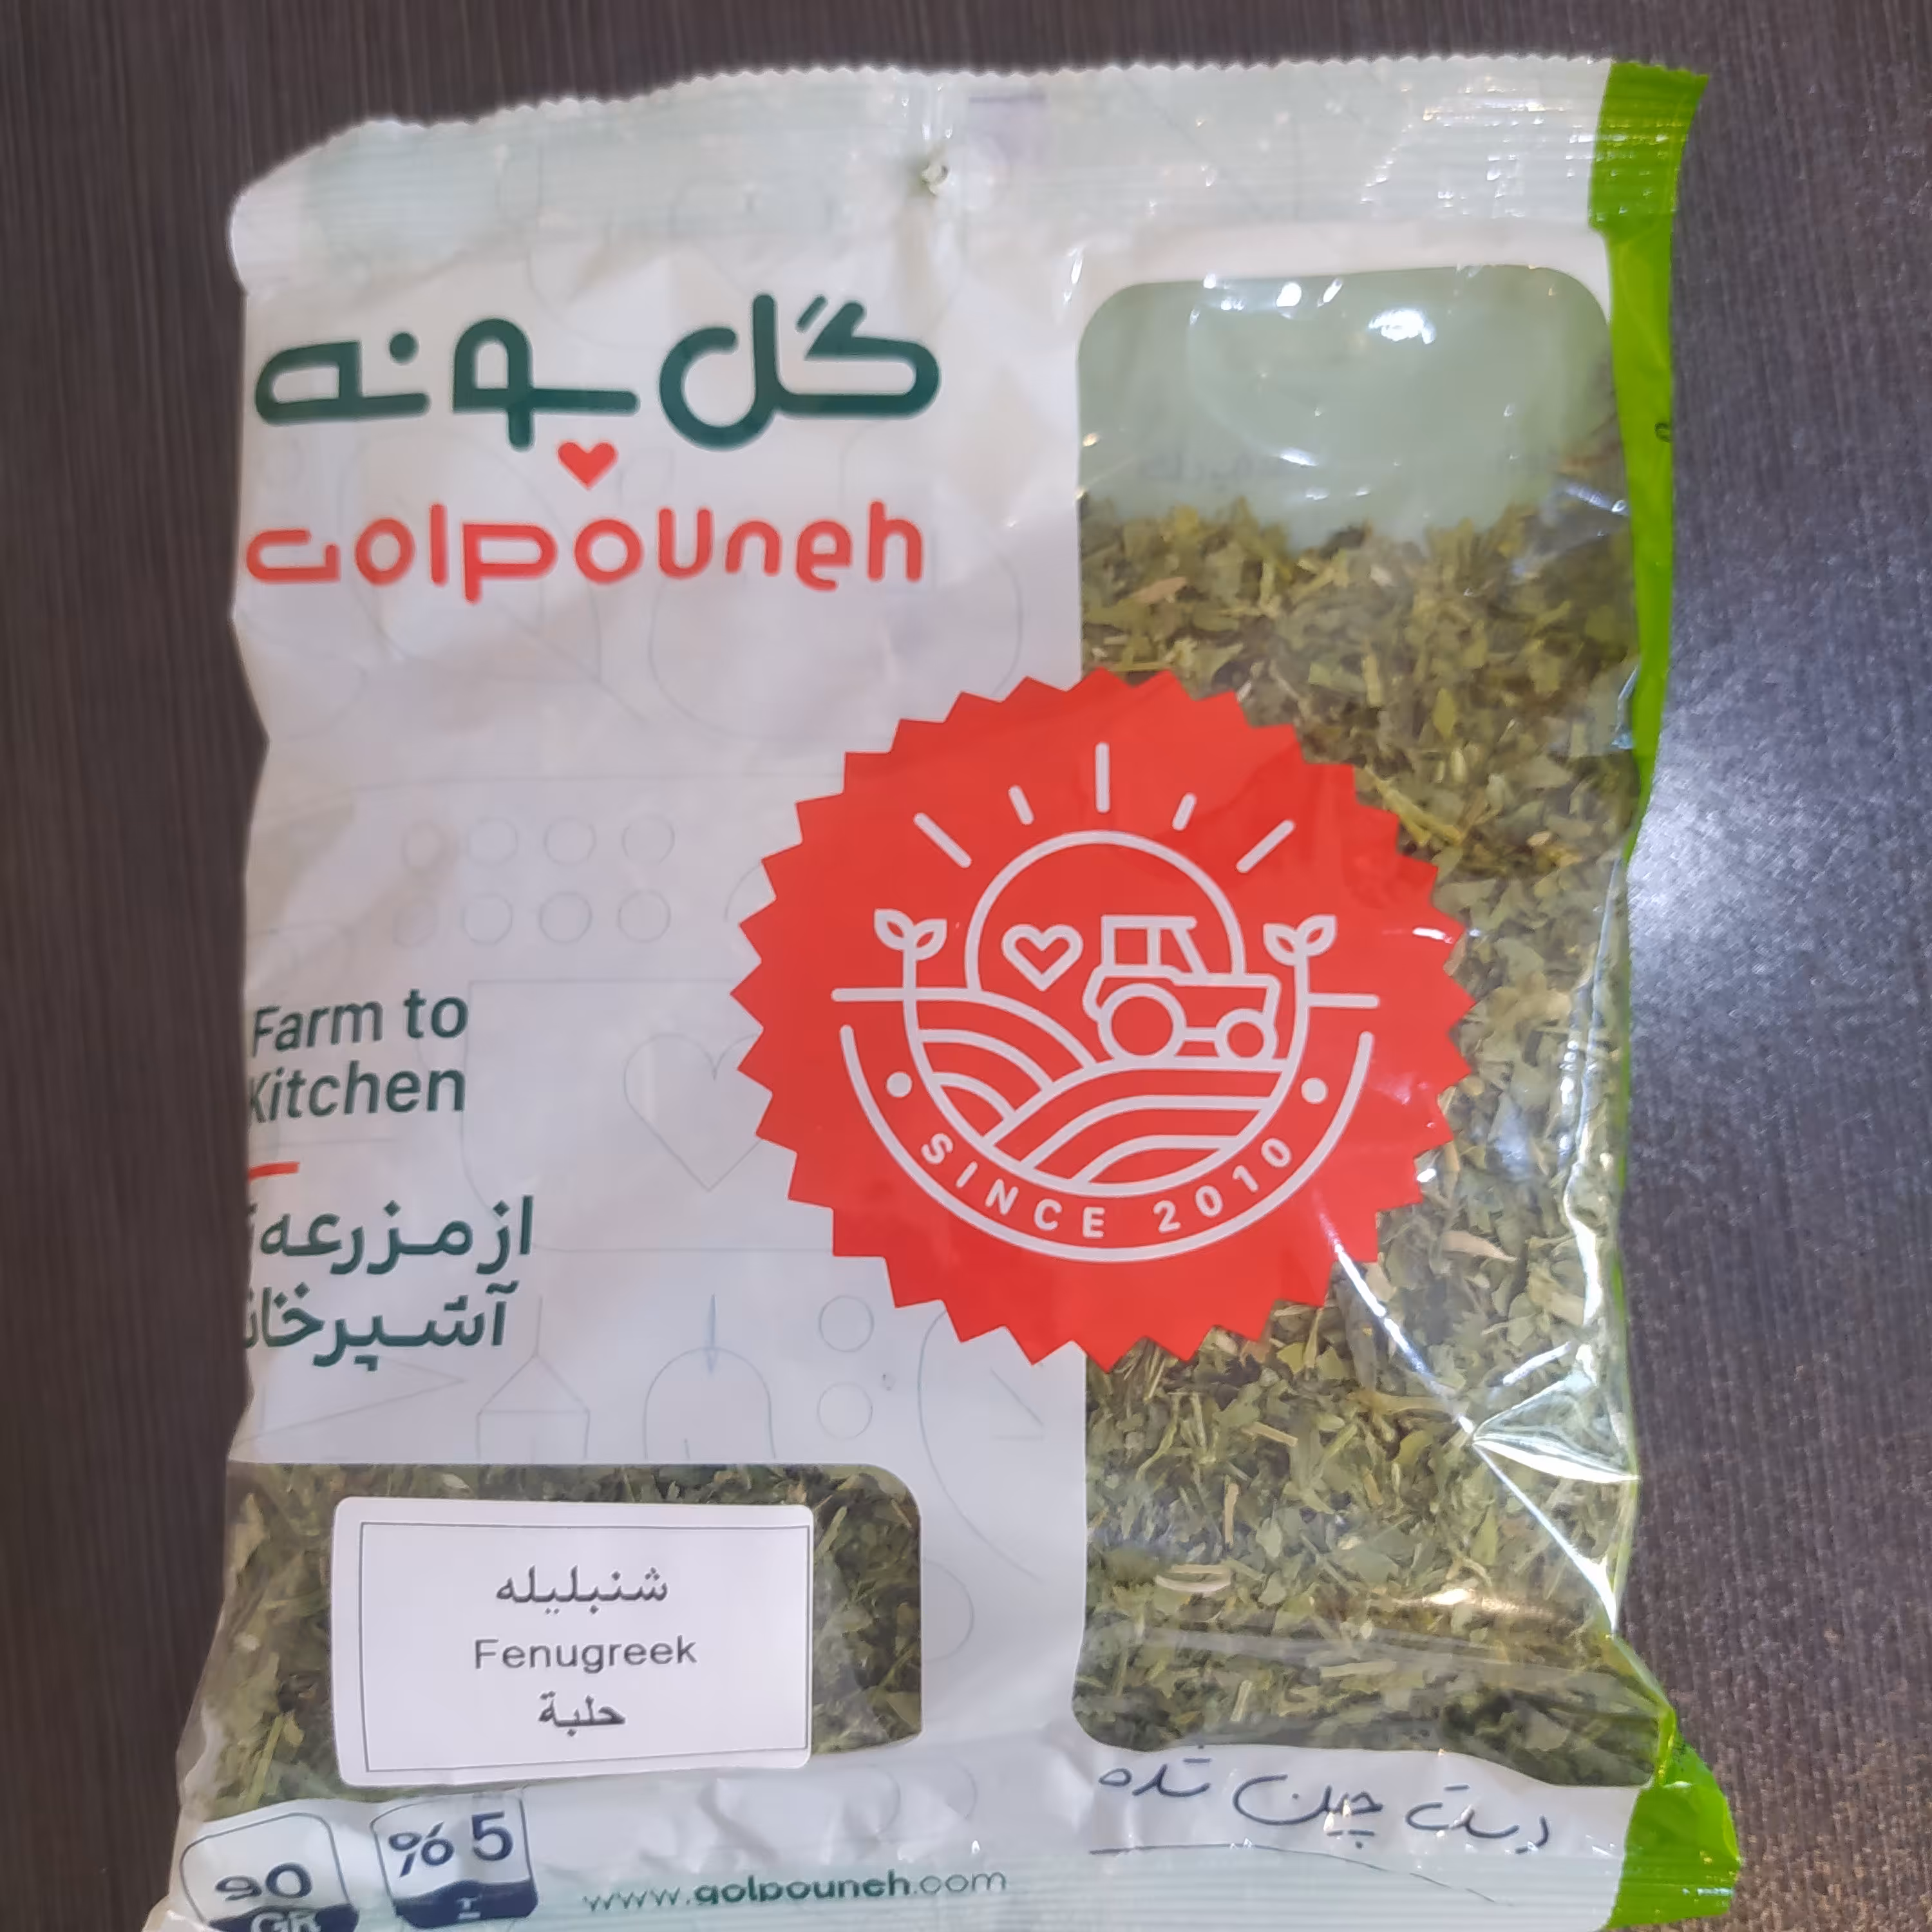 گل پونه
Golpouneh
Farm to
Kitchen
از مزرعه
SINCE 2010
شنبلیله
Fenugreek
حلبة
دست چین شده
90
GR
% 5
±
www.golpouneh.com